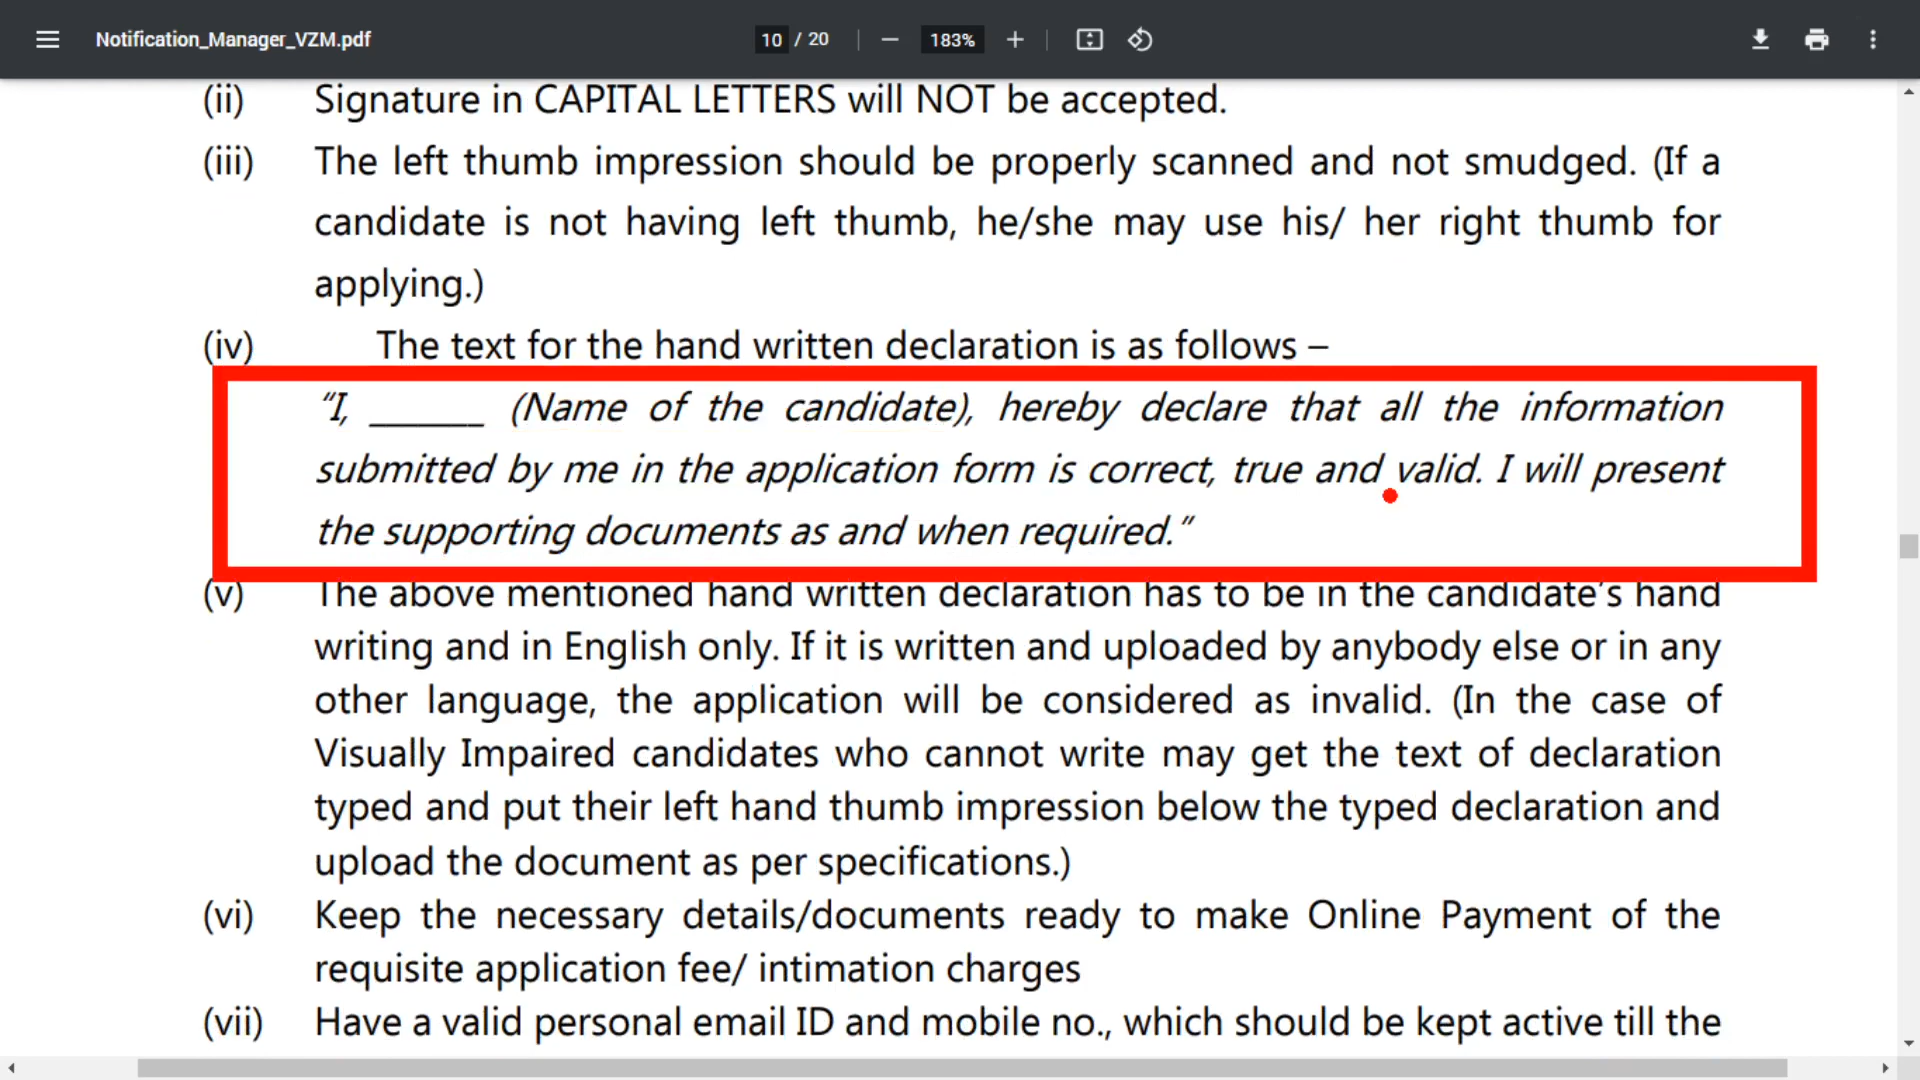 Notification_Manager_VZM.pdf 10 / 20 183%
(ii) Signature in CAPITAL LETTERS will NOT be accepted.
(iii) The left thumb impression should be properly scanned and not smudged. (If a
candidate is not having left thumb, he/she may use his/ her right thumb for
applying.)
(iv) The text for the hand written declaration is as follows –
“I, ______ (Name of the candidate), hereby declare that all the information
submitted by me in the application form is correct, true and valid. I will present
the supporting documents as and when required.”
(v) The above mentioned hand written declaration has to be in the candidate’s hand
writing and in English only. If it is written and uploaded by anybody else or in any
other language, the application will be considered as invalid. (In the case of
Visually Impaired candidates who cannot write may get the text of declaration
typed and put their left hand thumb impression below the typed declaration and
upload the document as per specifications.)
(vi) Keep the necessary details/documents ready to make Online Payment of the
requisite application fee/ intimation charges
(vii) Have a valid personal email ID and mobile no., which should be kept active till the